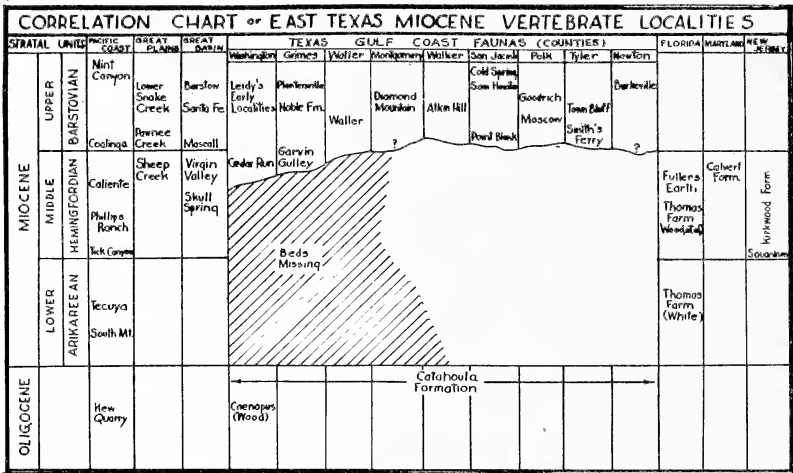 CORRELATION CHART OF EAST TEXAS MIOCENE VERTEBRATE LOCALITIES
STRATAL UNITS
PACIFIC COAST
GREAT PLAINS
GREAT BASIN
TEXAS GULF COAST FAUNAS (COUNTIES)
FLORIDA
MARYLAND
NEW JERSEY
Washington
Grimes
Waller
Montgomery
Walker
San Jacinto
Polk
Tyler
Newton
MIOCENE
UPPER
BARSTOVIAN
Mint
Canyon
Coalinga
Lower
Snake
Creek
Pawnee
Creek
Barstow
Santa Fe
Mascall
Leidy's
Early
Localities
Cedar Run
Plantersville
Noble Fm.
Garvin
Gulley
Waller
Diamond
Mountain
?
Atkin Hill
Cold Spring
Sam Houston
Point Blank
Goodrich
Moscow
Town Bluff
Smith's
Ferry
Burkeville
?
MIDDLE
HEMINGFORDIAN
Caliente
Phillips
Ranch
Tick Canyon
Sheep
Creek
Virgin
Valley
Skull
Spring
Beds
Missing
Fullers
Earth
Thomas
Farm
Calvert
Form.
Kirkwood Form
Squankum
LOWER
ARIKAREEAN
Tecuya
South Mt.
Thomas
Farm
(White)
OLIGOCENE
Kew
Quarry
Caenopus
(Wood)
Catahoula
Formation